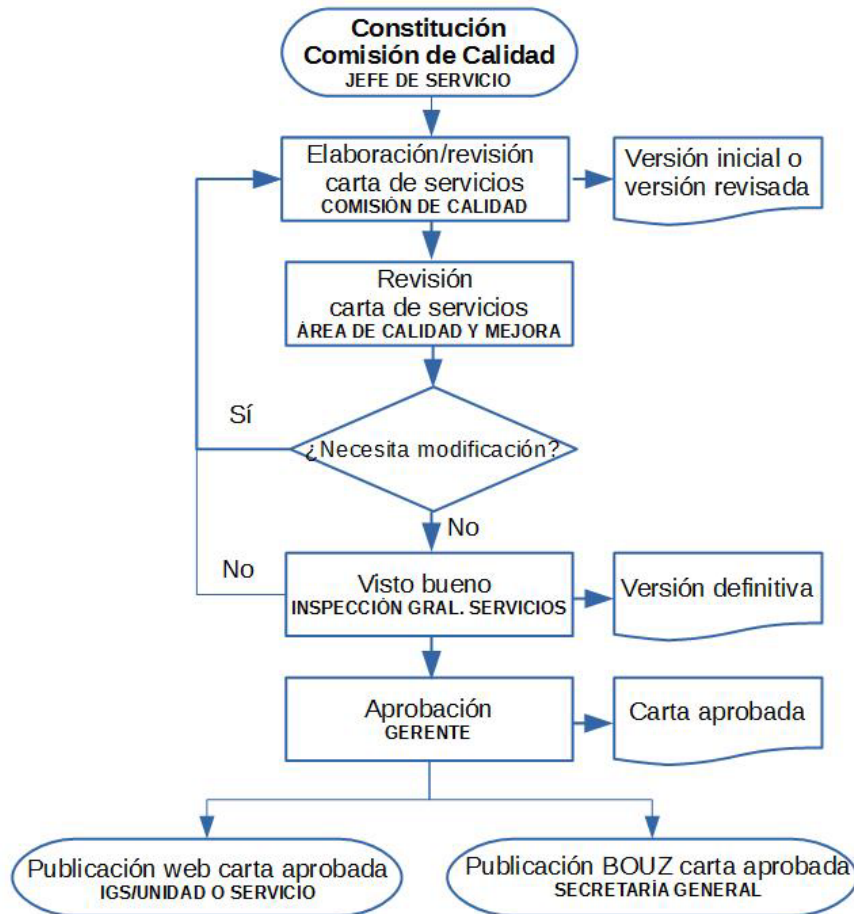 Constitución
Comisión de Calidad
JEFE DE SERVICIO
Elaboración/revisión
carta de servicios
COMISIÓN DE CALIDAD
Versión inicial o
versión revisada
Revisión
carta de servicios
ÁREA DE CALIDAD Y MEJORA
Sí
¿Necesita modificación?
No
No
Visto bueno
INSPECCIÓN GRAL. SERVICIOS
Versión definitiva
Aprobación
GERENTE
Carta aprobada
Publicación web carta aprobada
IGS/UNIDAD O SERVICIO
Publicación BOUZ carta aprobada
SECRETARÍA GENERAL